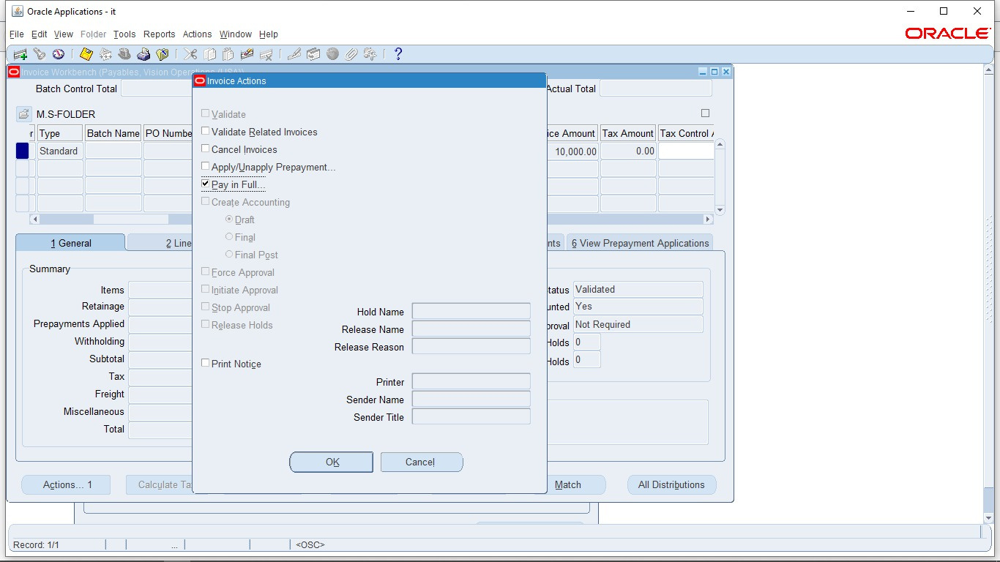 Oracle Applications - it
File Edit View Folder Tools Reports Actions Window Help
ORACLE
Invoice Workbench (Payables, Vision Operations (USA))
Invoice Actions
Batch Control Total
Actual Total
M.S-FOLDER
Type Batch Name PO Numbe
ice Amount Tax Amount Tax Control A
Standard
10,000.00 0.00
Validate
Validate Related Invoices
Cancel Invoices
Apply/Unapply Prepayment...
Pay in Full...
Create Accounting
Draft
Final
Final Post
Force Approval
Initiate Approval
Stop Approval
Release Holds
Hold Name
Release Name
Release Reason
Print Notice
Printer
Sender Name
Sender Title
OK Cancel
1 General 2 Line
nts 6 View Prepayment Applications
Summary
Items
Retainage
Prepayments Applied
Withholding
Subtotal
Tax
Freight
Miscellaneous
Total
tatus Validated
unted Yes
proval Not Required
Holds 0
Holds 0
Actions... 1 Calculate Ta
Match All Distributions
Record: 1/1 ... <OSC>